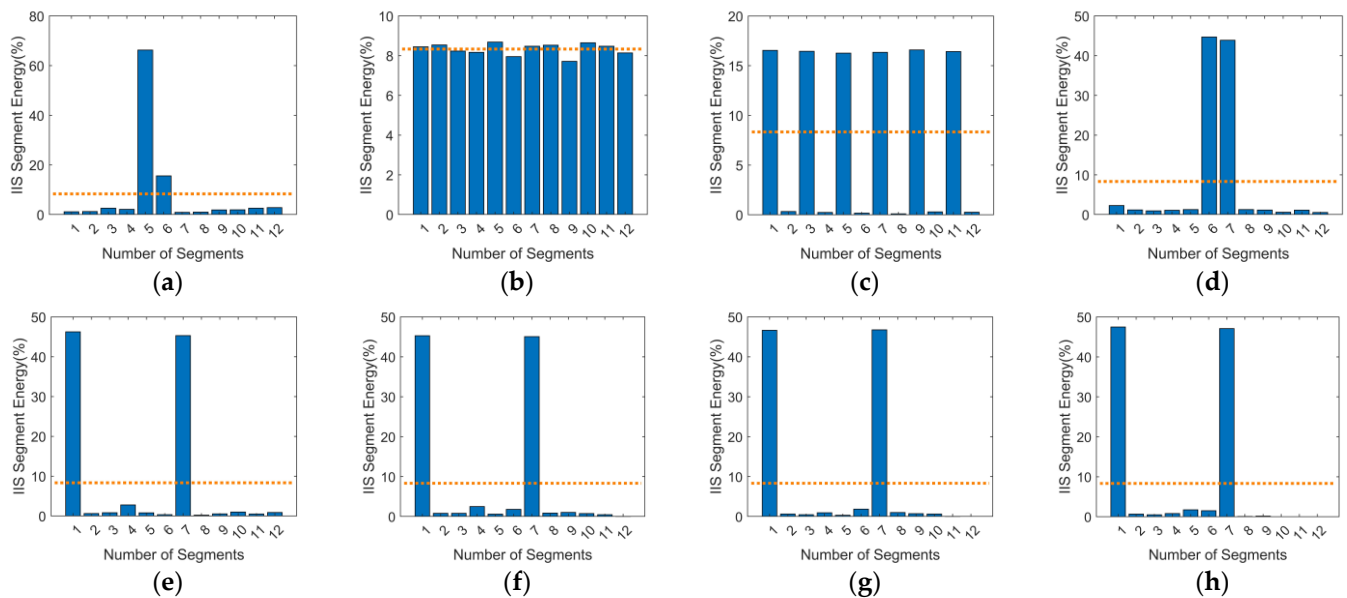 80
60
40
20
0
IIS Segment Energy(%)
1 2 3 4 5 6 7 8 9 10 11 12
Number of Segments
(a)
10
8
6
4
2
0
IIS Segment Energy(%)
1 2 3 4 5 6 7 8 9 10 11 12
Number of Segments
(b)
20
15
10
5
0
IIS Segment Energy(%)
1 2 3 4 5 6 7 8 9 10 11 12
Number of Segments
(c)
50
40
30
20
10
0
IIS Segment Energy(%)
1 2 3 4 5 6 7 8 9 10 11 12
Number of Segments
(d)
50
40
30
20
10
0
IIS Segment Energy(%)
1 2 3 4 5 6 7 8 9 10 11 12
Number of Segments
(e)
50
40
30
20
10
0
IIS Segment Energy(%)
1 2 3 4 5 6 7 8 9 10 11 12
Number of Segments
(f)
50
40
30
20
10
0
IIS Segment Energy(%)
1 2 3 4 5 6 7 8 9 10 11 12
Number of Segments
(g)
50
40
30
20
10
0
IIS Segment Energy(%)
1 2 3 4 5 6 7 8 9 10 11 12
Number of Segments
(h)